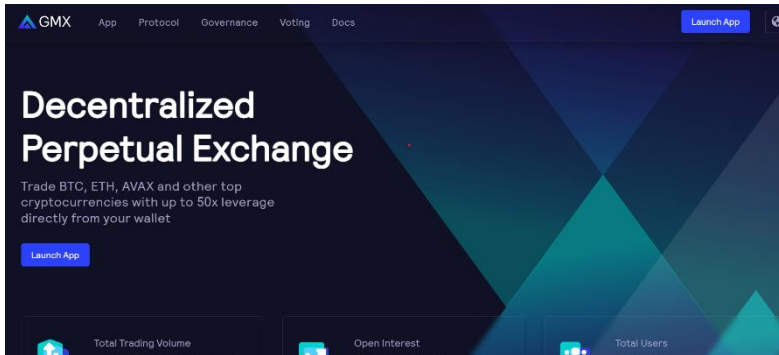 GMX App Protocol Governance Voting Docs Launch App
Decentralized
Perpetual Exchange
Trade BTC, ETH, AVAX and other top
cryptocurrencies with up to 50x leverage
directly from your wallet
Launch App
Total Trading Volume Open Interest Total Users